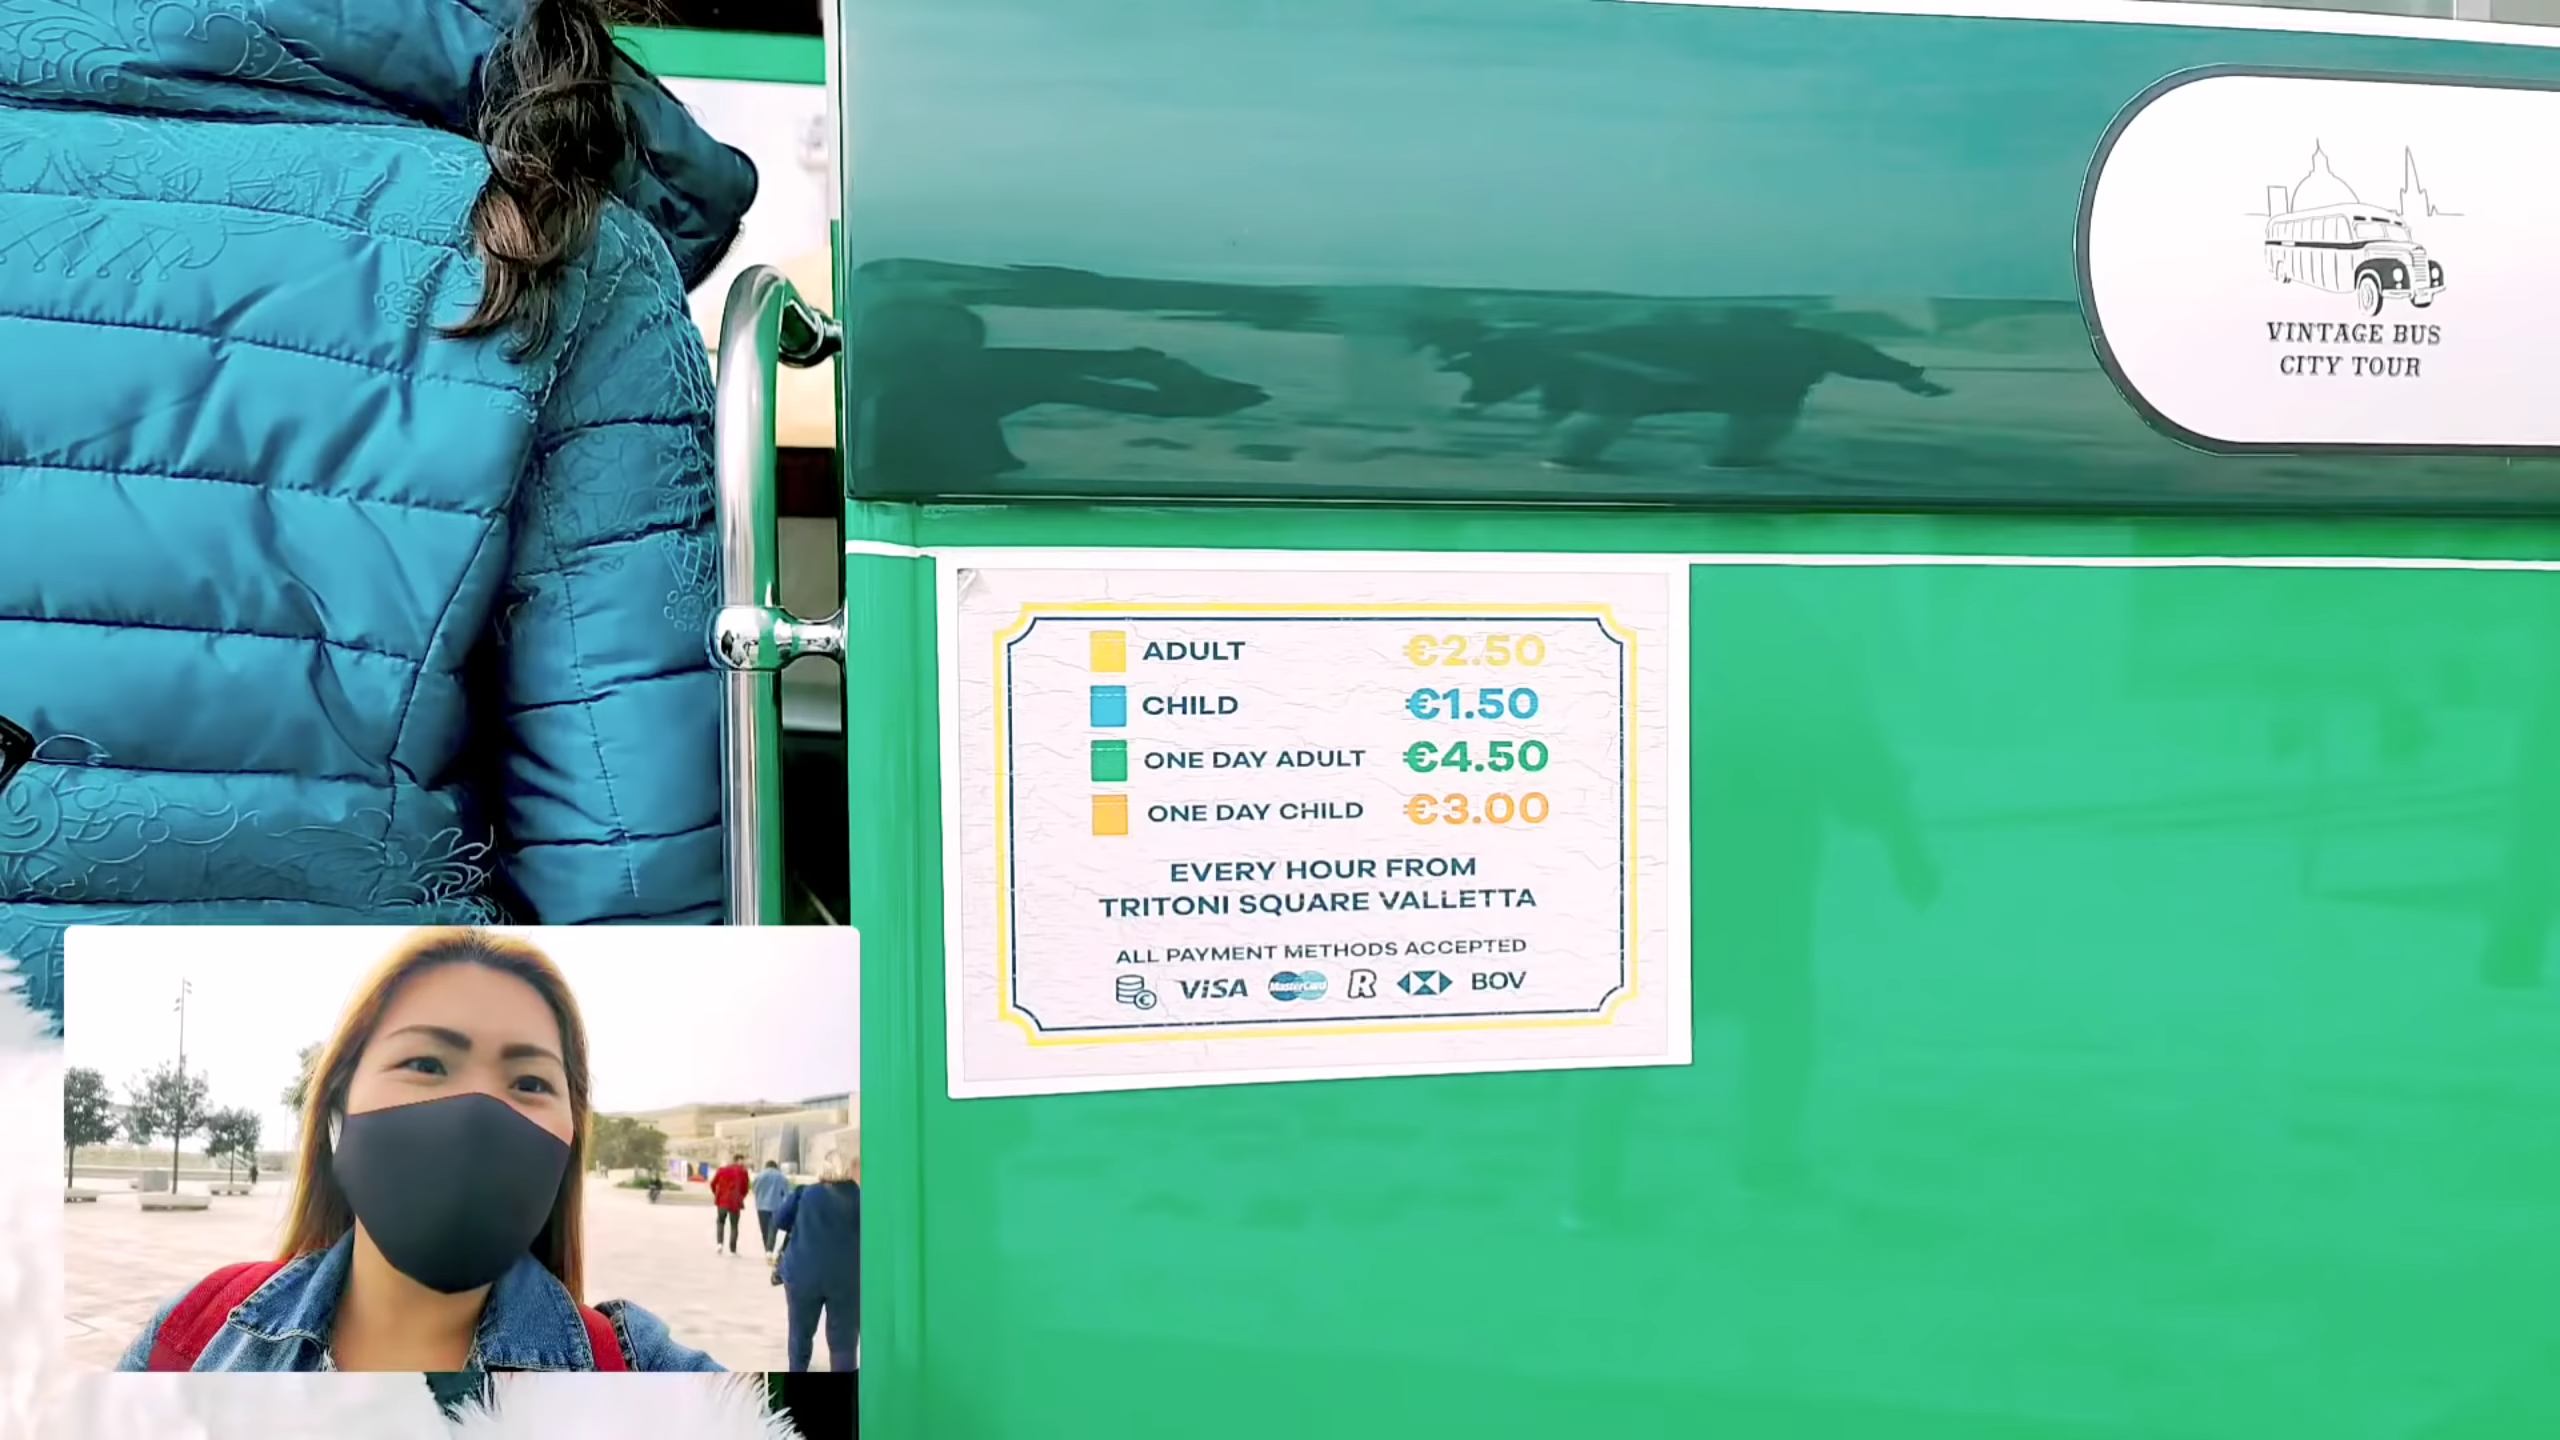 VINTAGE BUS
CITY TOUR
ADULT €2.50
CHILD €1.50
ONE DAY ADULT €4.50
ONE DAY CHILD €3.00
EVERY HOUR FROM
TRITONI SQUARE VALLETTA
ALL PAYMENT METHODS ACCEPTED
€ VISA MasterCard R BOV